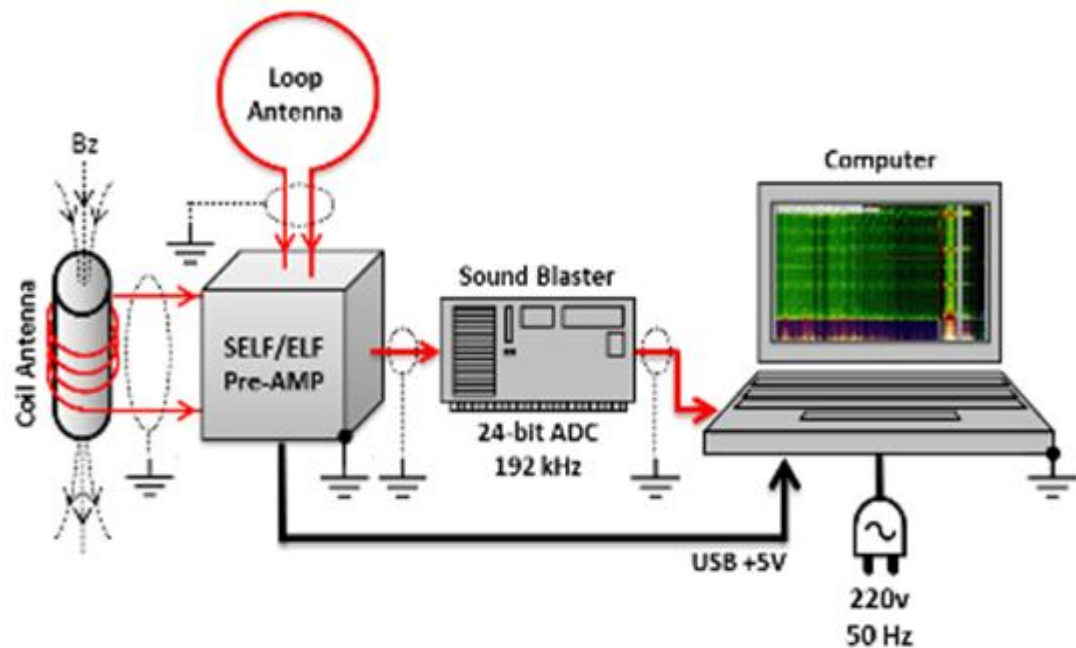 Loop
Antenna
Bz
Computer
Coil Antenna
Sound Blaster
SELF/ELF
Pre-AMP
24-bit ADC
192 kHz
USB +5V
220v
50 Hz